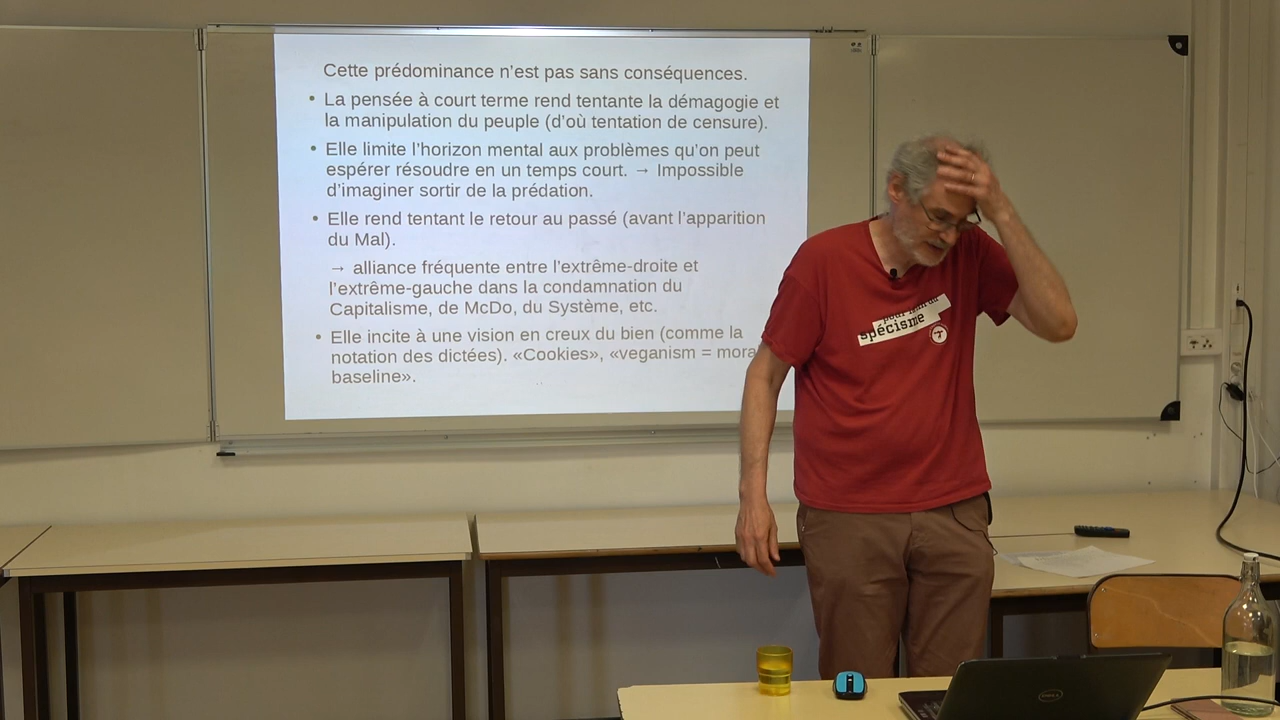 Cette prédominance n'est pas sans conséquences.
• La pensée à court terme rend tentante la démagogie et
la manipulation du peuple (d'où tentation de censure).
• Elle limite l'horizon mental aux problèmes qu'on peut
espérer résoudre en un temps court. → Impossible
d'imaginer sortir de la prédation.
• Elle rend tentant le retour au passé (avant l'apparition
du Mal).
→ alliance fréquente entre l'extrême-droite et
l'extrême-gauche dans la condamnation du
Capitalisme, de McDo, du Système, etc.
• Elle incite à une vision en creux du bien (comme la
notation des dictées). «Cookies», «veganism = mora
baseline».
spécisme